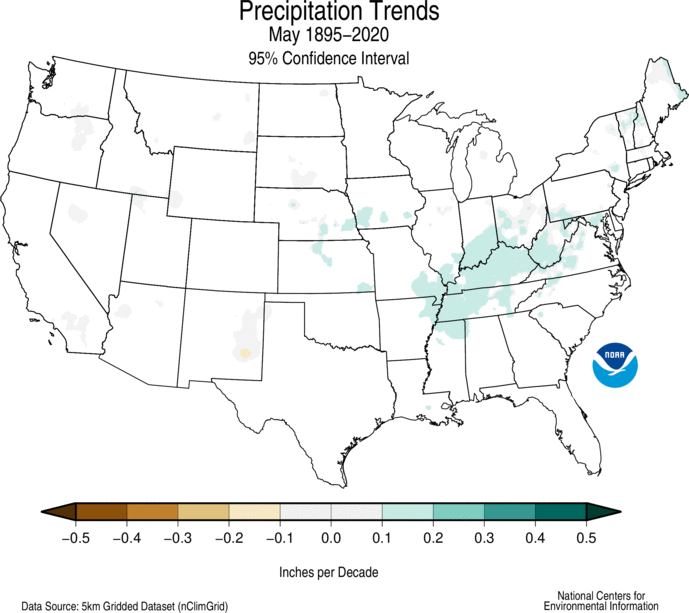 Precipitation Trends
May 1895–2020
95% Confidence Interval
NOAA
−0.5 −0.4 −0.3 −0.2 −0.1 0.0 0.1 0.2 0.3 0.4 0.5
Inches per Decade
Data Source: 5km Gridded Dataset (nClimGrid)
National Centers for
Environmental Information